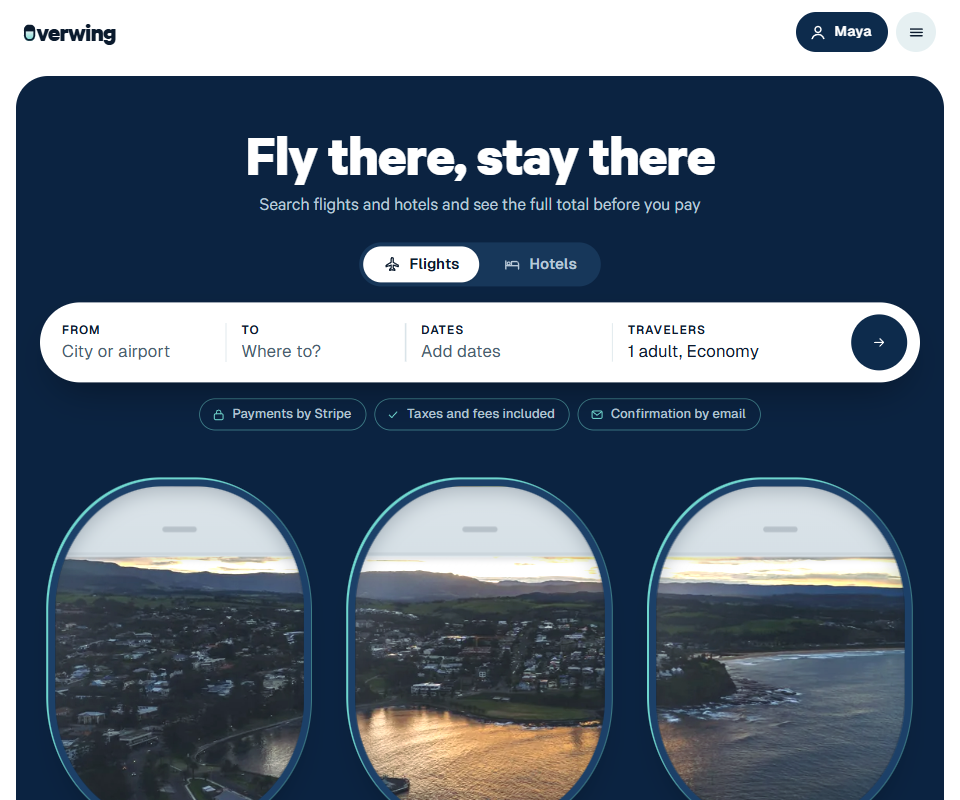 Overwing
Maya
Fly there, stay there
Search flights and hotels and see the full total before you pay
Flights
Hotels
FROM
City or airport
TO
Where to?
DATES
Add dates
TRAVELERS
1 adult, Economy
Payments by Stripe
Taxes and fees included
Confirmation by email